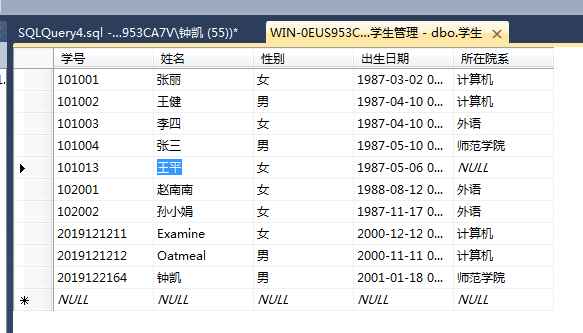 SQLQuery4.sql -...953CA7V\钟凯 (55))* WIN-0EUS953C...学生管理 - dbo.学生
学号 姓名 性别 出生日期 所在院系
101001 张丽 女 1987-03-02 0... 计算机
101002 王健 男 1987-04-10 0... 计算机
101003 李四 女 1987-04-10 0... 外语
101004 张三 男 1987-05-10 0... 师范学院
101013 王平 女 1987-05-06 0... NULL
102001 赵南南 女 1988-08-12 0... 外语
102002 孙小娟 女 1987-11-17 0... 外语
2019121211 Examine 女 2000-12-12 0... 计算机
2019121212 Oatmeal 男 2000-11-11 0... 计算机
2019122164 钟凯 男 2001-01-18 0... 师范学院
NULL NULL NULL NULL NULL